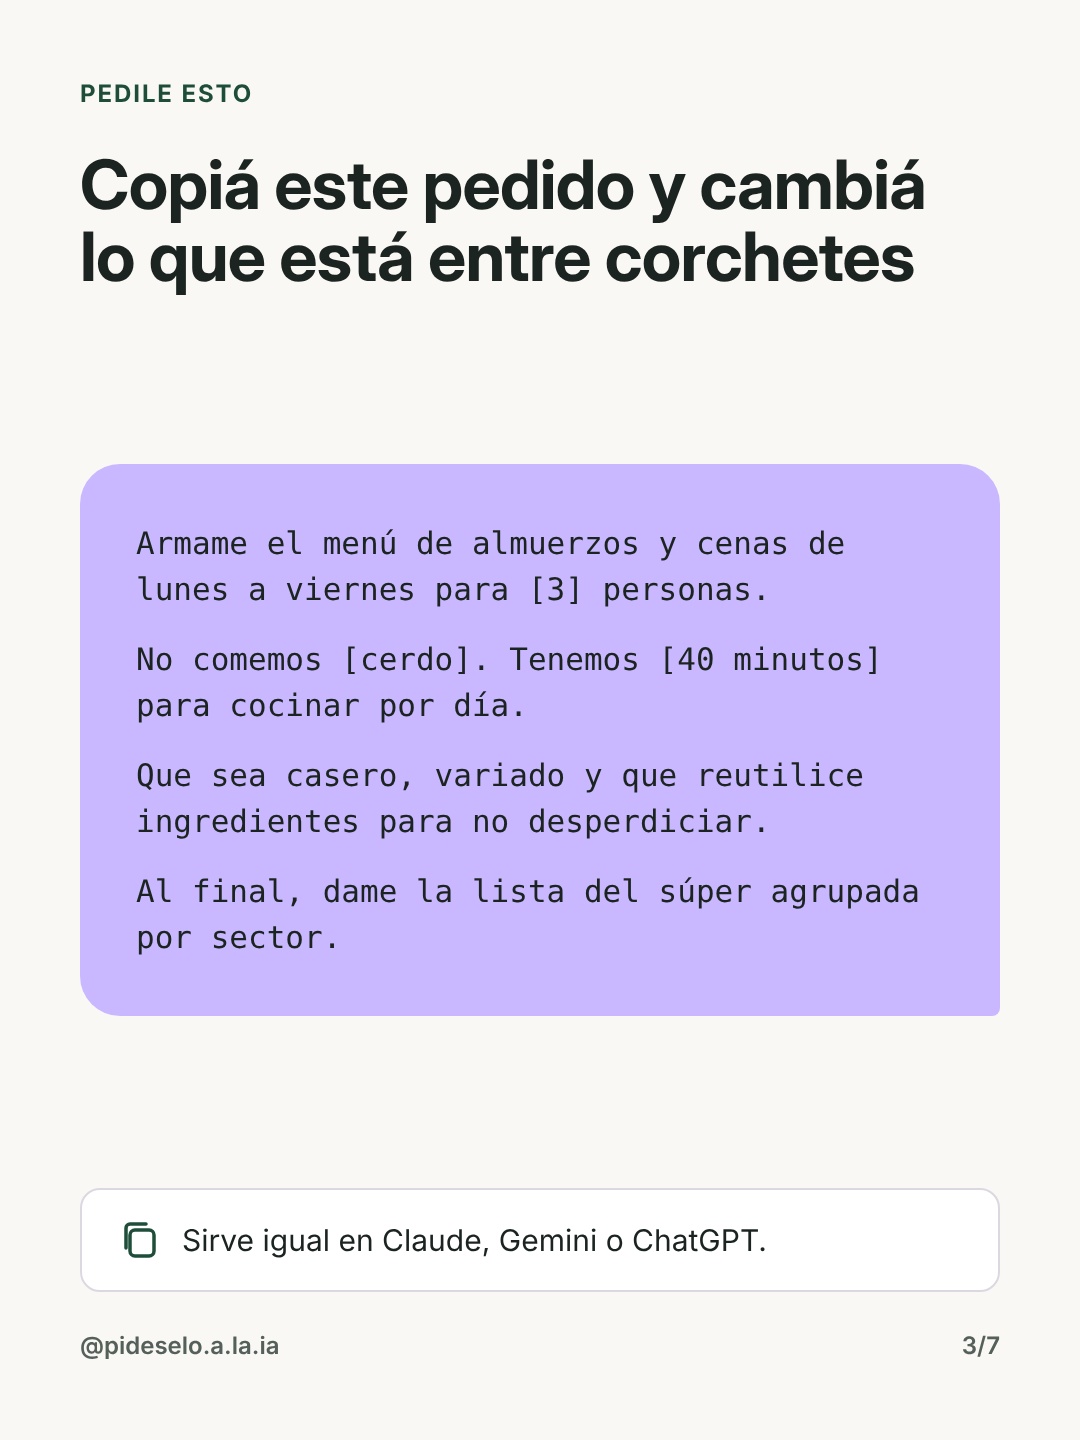 PEDILE ESTO
Copiá este pedido y cambiá
lo que está entre corchetes
Armame el menú de almuerzos y cenas de
lunes a viernes para [3] personas.
No comemos [cerdo]. Tenemos [40 minutos]
para cocinar por día.
Que sea casero, variado y que reutilice
ingredientes para no desperdiciar.
Al final, dame la lista del súper agrupada
por sector.
Sirve igual en Claude, Gemini o ChatGPT.
@pideselo.a.la.ia
3/7